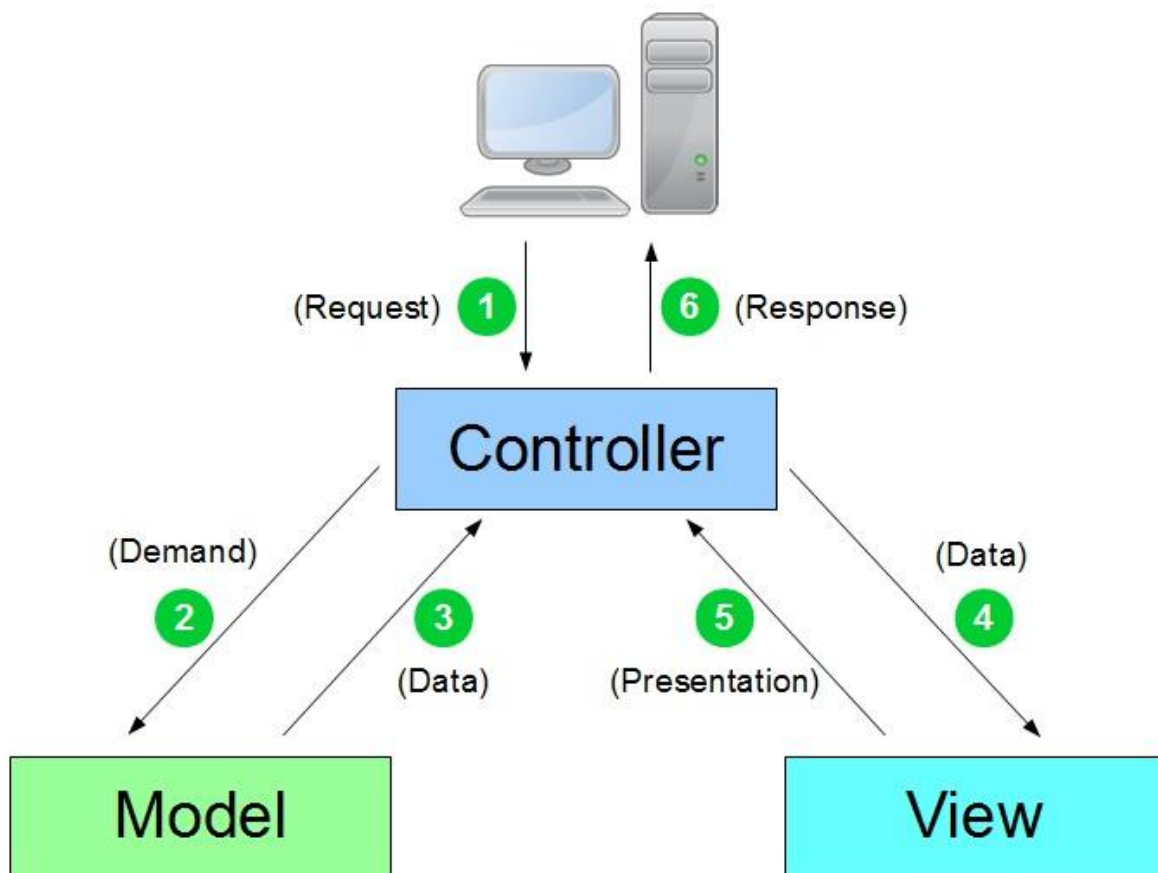 (Request) 1 6 (Response)
Controller
(Demand) (Data)
2 3 5 4
(Data) (Presentation)
Model View